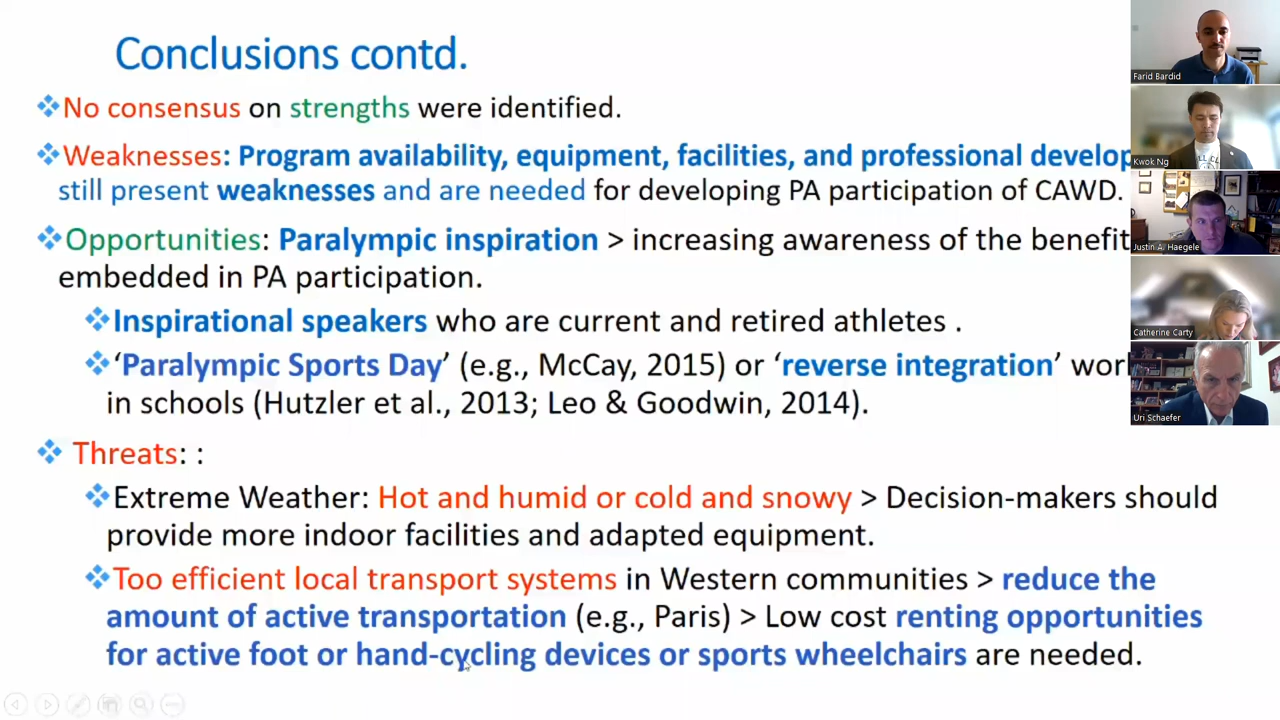 Conclusions contd.
❖No consensus on strengths were identified.
❖Weaknesses: Program availability, equipment, facilities, and professional develop
still present weaknesses and are needed for developing PA participation of CAWD.
❖Opportunities: Paralympic inspiration > increasing awareness of the benefit
embedded in PA participation.
❖Inspirational speakers who are current and retired athletes .
❖‘Paralympic Sports Day’ (e.g., McCay, 2015) or ‘reverse integration’ wor
in schools (Hutzler et al., 2013; Leo & Goodwin, 2014).
❖ Threats: :
❖Extreme Weather: Hot and humid or cold and snowy > Decision-makers should
provide more indoor facilities and adapted equipment.
❖Too efficient local transport systems in Western communities > reduce the
amount of active transportation (e.g., Paris) > Low cost renting opportunities
for active foot or hand-cycling devices or sports wheelchairs are needed.
Farid Bardid
Kwok Ng
Justin A. Haegele
Catherine Carty
Uri Schaefer